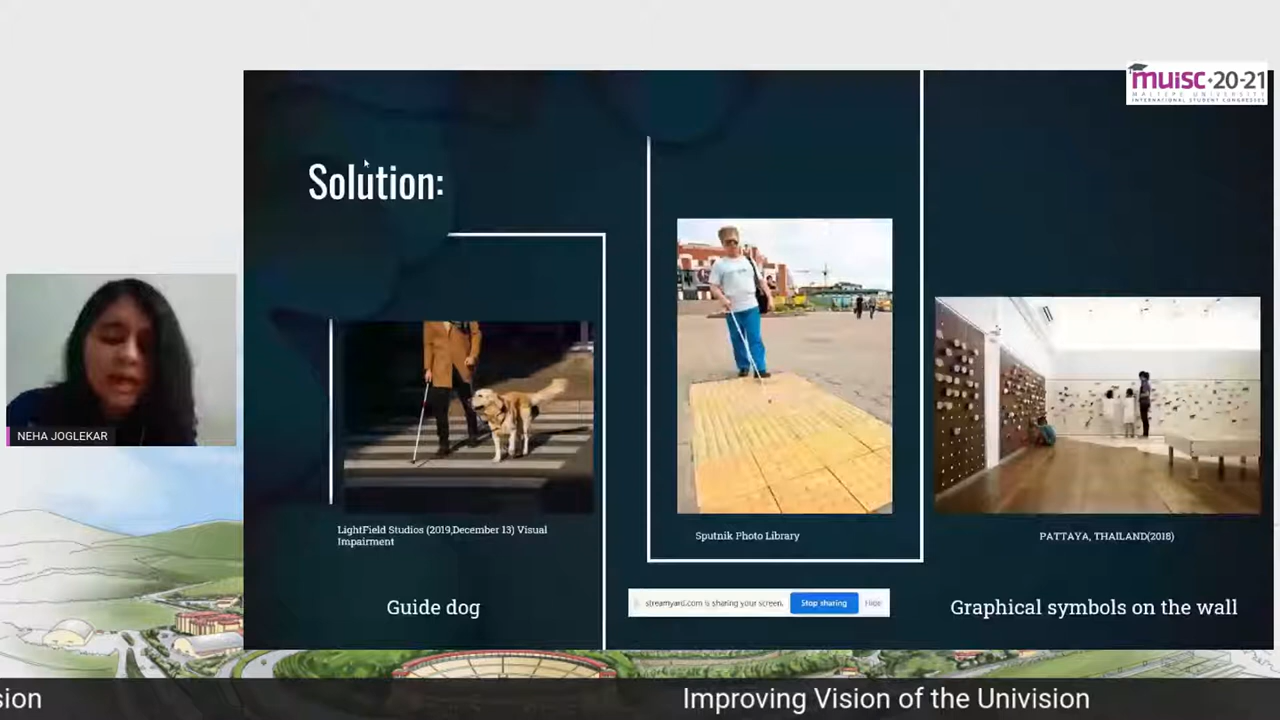 muisc·20-21
MALTEPE UNIVERSITY
INTERNATIONAL STUDENT CONGRESSES
Solution:
NEHA JOGLEKAR
LightField Studios (2019,December 13) Visual
Impairment
Sputnik Photo Library
PATTAYA, THAILAND(2018)
Guide dog
streamyard.com is sharing your screen.
Stop sharing
Hide
Graphical symbols on the wall
sion
Improving Vision of the Univision